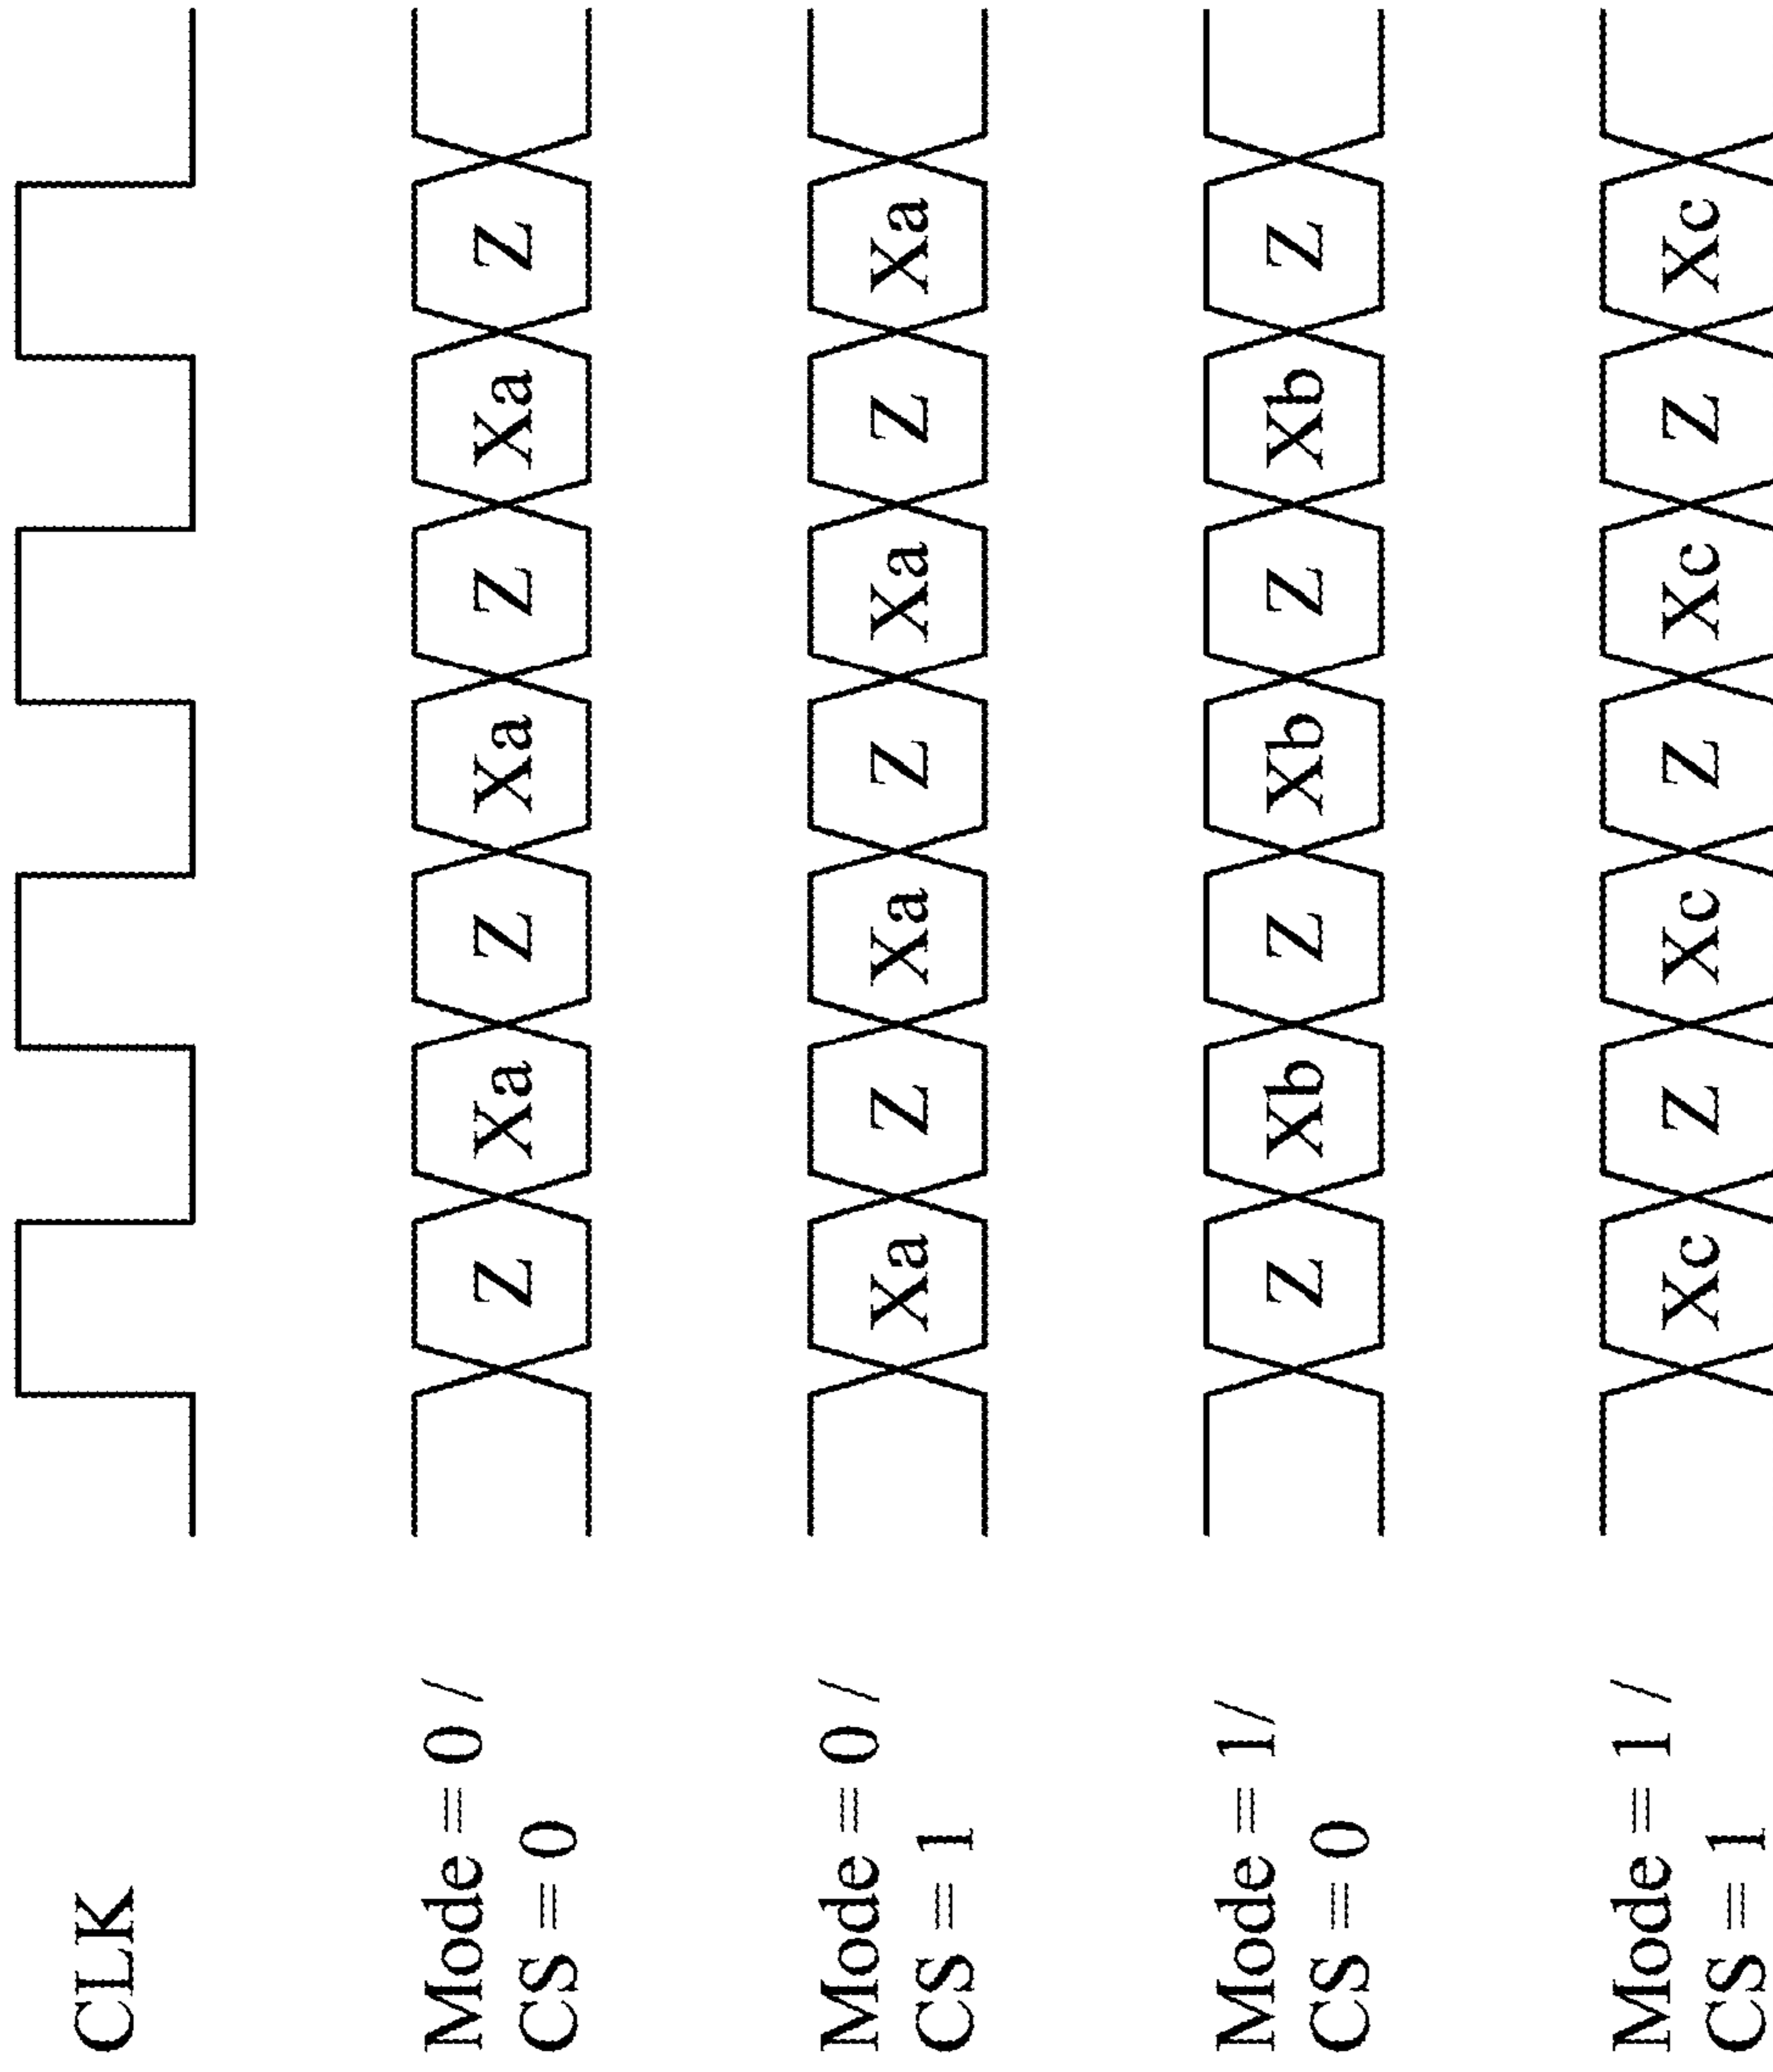 CLK
Mode = 0 /
CS = 0
Z Xa Z Xa Z Xa Z
Mode = 0 /
CS = 1
Xa Z Xa Z Xa Z Xa
Mode = 1/
CS = 0
Z Xb Z Xb Z Xb Z
Mode = 1 /
CS = 1
Xc Z Xc Z Xc Z Xc